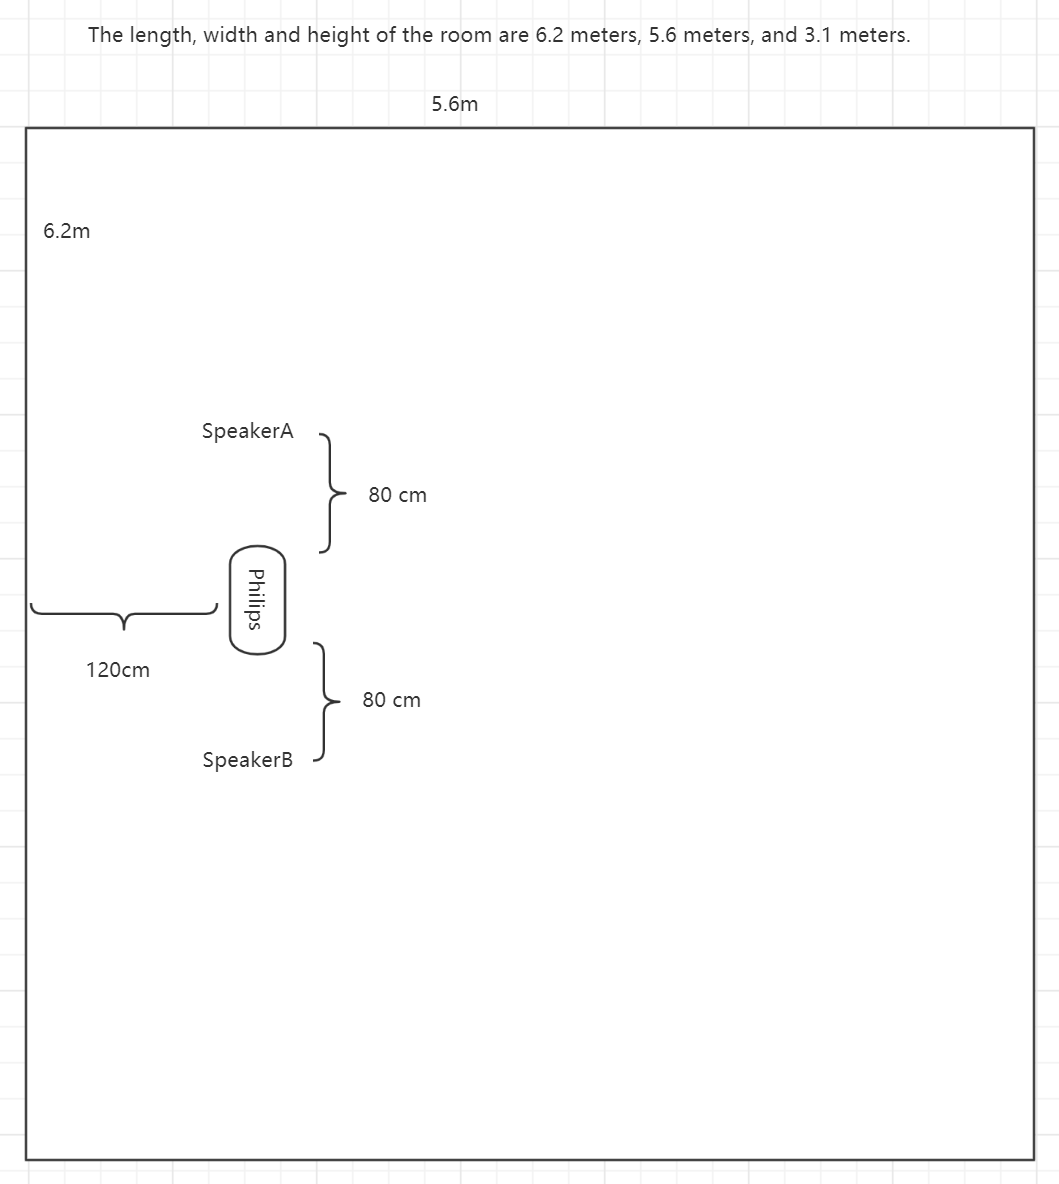 The length, width and height of the room are 6.2 meters, 5.6 meters, and 3.1 meters.
5.6m
6.2m
SpeakerA
80 cm
Philips
120cm
80 cm
SpeakerB